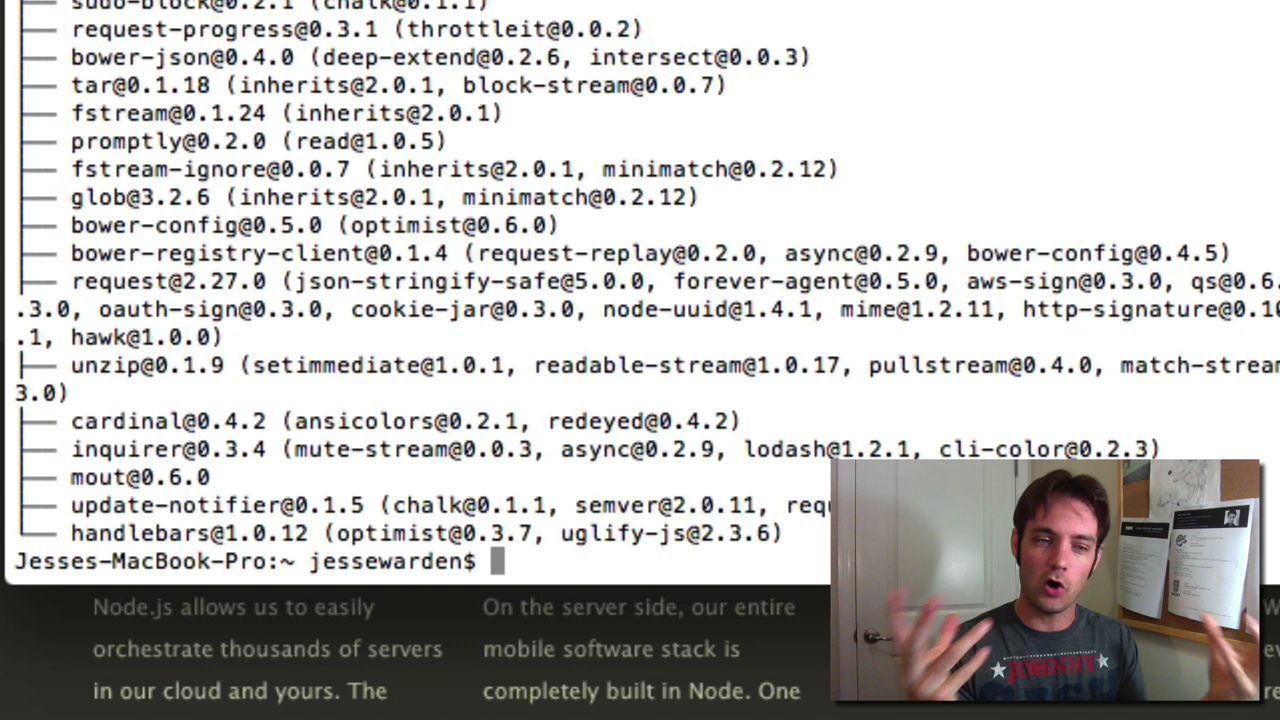 sudo-block@0.2.1 (chalk@0.1.1)
├── request-progress@0.3.1 (throttleit@0.0.2)
├── bower-json@0.4.0 (deep-extend@0.2.6, intersect@0.0.3)
├── tar@0.1.18 (inherits@2.0.1, block-stream@0.0.7)
├── fstream@0.1.24 (inherits@2.0.1)
├── promptly@0.2.0 (read@1.0.5)
├── fstream-ignore@0.0.7 (inherits@2.0.1, minimatch@0.2.12)
├── glob@3.2.6 (inherits@2.0.1, minimatch@0.2.12)
├── bower-config@0.5.0 (optimist@0.6.0)
├── bower-registry-client@0.1.4 (request-replay@0.2.0, async@0.2.9, bower-config@0.4.5)
├── request@2.27.0 (json-stringify-safe@5.0.0, forever-agent@0.5.0, aws-sign@0.3.0, qs@0.6.
.3.0, oauth-sign@0.3.0, cookie-jar@0.3.0, node-uuid@1.4.1, mime@1.2.11, http-signature@0.10
.1, hawk@1.0.0)
├── unzip@0.1.9 (setimmediate@1.0.1, readable-stream@1.0.17, pullstream@0.4.0, match-stream
3.0)
├── cardinal@0.4.2 (ansicolors@0.2.1, redeyed@0.4.2)
├── inquirer@0.3.4 (mute-stream@0.0.3, async@0.2.9, lodash@1.2.1, cli-color@0.2.3)
├── mout@0.6.0
├── update-notifier@0.1.5 (chalk@0.1.1, semver@2.0.11, req
└── handlebars@1.0.12 (optimist@0.3.7, uglify-js@2.3.6)
Jesses-MacBook-Pro:~ jessewarden$
Node.js allows us to easily
orchestrate thousands of servers
in our cloud and yours. The
On the server side, our entire
mobile software stack is
completely built in Node. One
JOHNNY